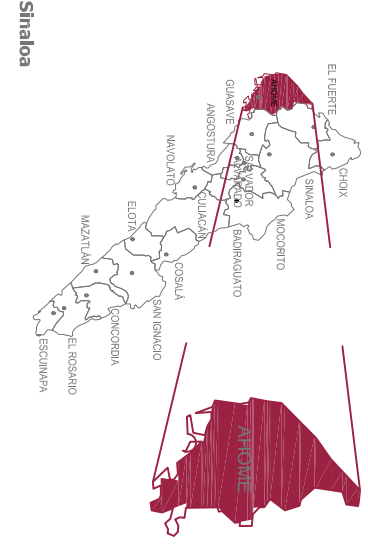 Sinaloa
EL FUERTE
AHOME
GUASAVE
CHOIX
ANGOSTURA
SINALOA
SALVADOR
ALVARADO
NAVOLATO
MOCORITO
CULIACÁN
BADIRAGUATO
ELOTA
COSALÁ
MAZATLÁN
SAN IGNACIO
CONCORDIA
EL ROSARIO
ESCUINAPA
AHOME